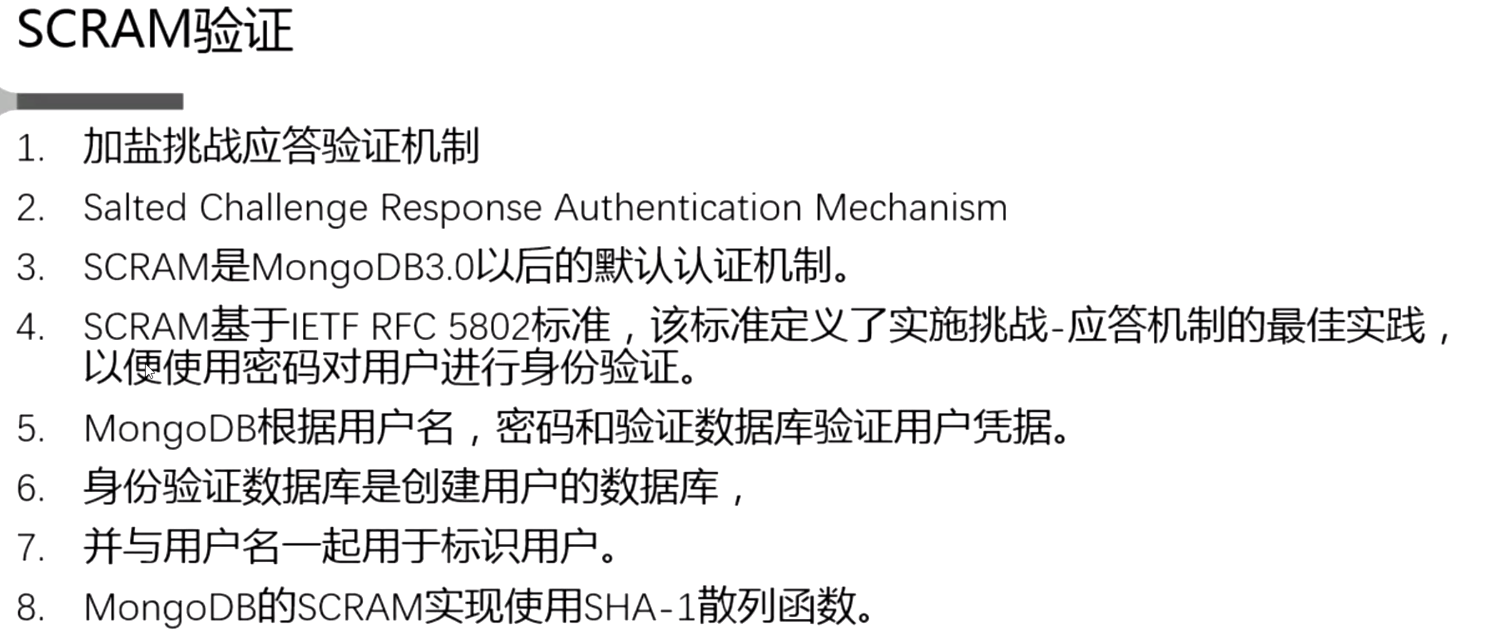 SCRAM验证
1. 加盐挑战应答验证机制
2. Salted Challenge Response Authentication Mechanism
3. SCRAM是MongoDB3.0以后的默认认证机制。
4. SCRAM基于IETF RFC 5802标准，该标准定义了实施挑战-应答机制的最佳实践，
以便使用密码对用户进行身份验证。
5. MongoDB根据用户名，密码和验证数据库验证用户凭据。
6. 身份验证数据库是创建用户的数据库，
7. 并与用户名一起用于标识用户。
8. MongoDB的SCRAM实现使用SHA-1散列函数。